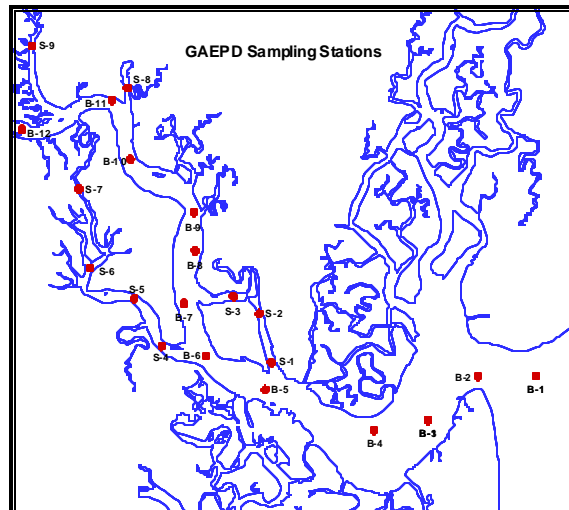 GAEPD Sampling Stations
S-9
S-8
B-11
B-12
B-10
S-7
B-9
B-8
S-6
S-5
S-3
B-7
S-2
S-4
B-6
S-1
B-5
B-2
B-1
B-3
B-4